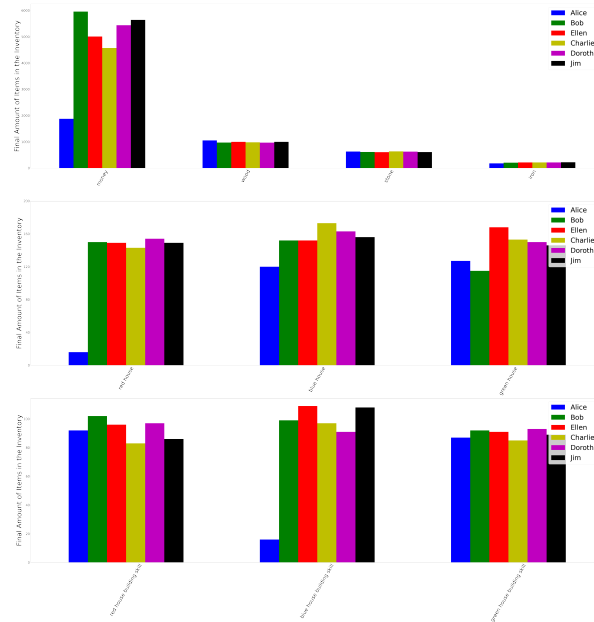 Final Amount of Items in the Inventory
money
wood
stone
iron
Alice
Bob
Ellen
Charlie
Doroth
Jim
Final Amount of Items in the Inventory
red house
blue house
green house
Alice
Bob
Ellen
Charlie
Doroth
Jim
Final Amount of Items in the Inventory
red house building skill
blue house building skill
green house building skill
Alice
Bob
Ellen
Charlie
Doroth
Jim